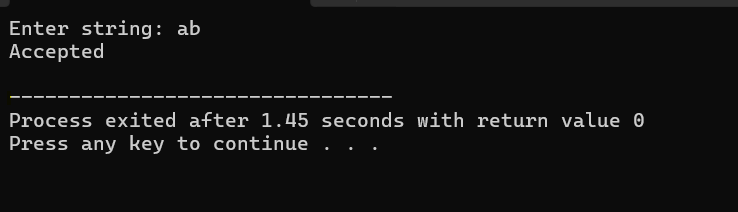 Enter string: ab
Accepted

--------------------------------
Process exited after 1.45 seconds with return value 0
Press any key to continue . . .